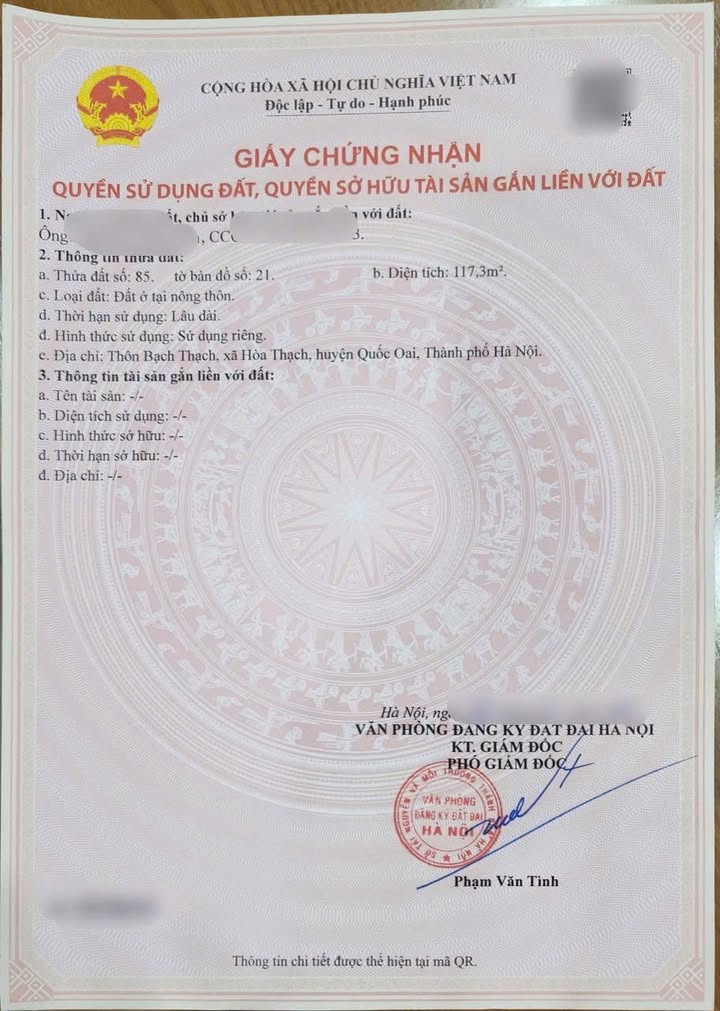 CỘNG HÒA XÃ HỘI CHỦ NGHĨA VIỆT NAM
Độc lập - Tự do - Hạnh phúc
GIẤY CHỨNG NHẬN
QUYỀN SỬ DỤNG ĐẤT, QUYỀN SỞ HỮU TÀI SẢN GẮN LIỀN VỚI ĐẤT
1. đất, chủ sở với đất:
Ông
2. Thông tin thửa đất:
a. Thửa đất số: 85. tờ bản đồ số: 21. b. Diện tích: 117,3m².
c. Loại đất: Đất ở tại nông thôn.
d. Thời hạn sử dụng: Lâu dài.
đ. Hình thức sử dụng: Sử dụng riêng.
e. Địa chỉ: Thôn Bạch Thạch, xã Hòa Thạch, huyện Quốc Oai, Thành phố Hà Nội.
3. Thông tin tài sản gắn liền với đất:
a. Tên tài sản: -/-
b. Diện tích sử dụng: -/-
c. Hình thức sở hữu: -/-
d. Thời hạn sở hữu: -/-
đ. Địa chỉ: -/-
Hà Nội,
VĂN PHÒNG ĐĂNG KÝ ĐẤT ĐAI HÀ NỘI
KT. GIÁM ĐỐC
PHÓ GIÁM ĐỐC
VĂN PHÒNG
ĐĂNG KÝ ĐẤT ĐAI
HÀ NỘI
Phạm Văn Tình
Thông tin chi tiết được thể hiện tại mã QR.